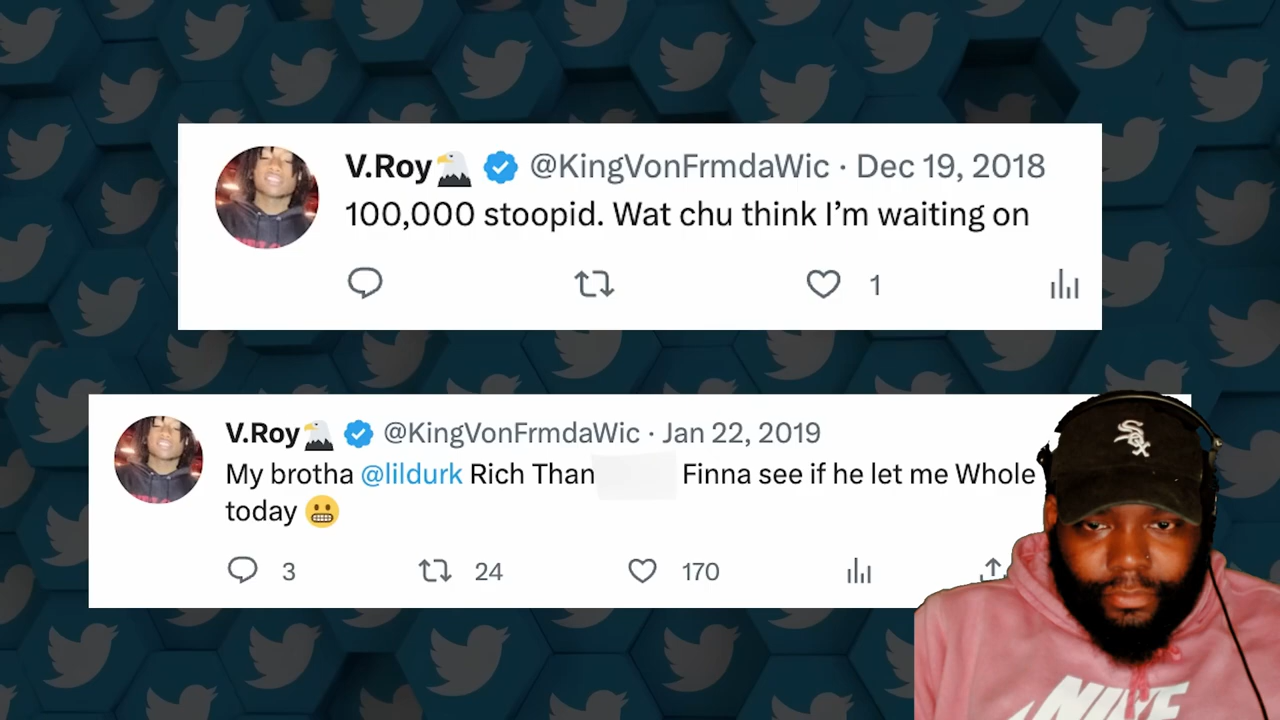 V.Roy🦅 @KingVonFrmdaWic · Dec 19, 2018
100,000 stoopid. Wat chu think I’m waiting on
1
V.Roy🦅 @KingVonFrmdaWic · Jan 22, 2019
My brotha @lildurk Rich Than Finna see if he let me Whole
today 😬
3 24 170
Sox
NIKE